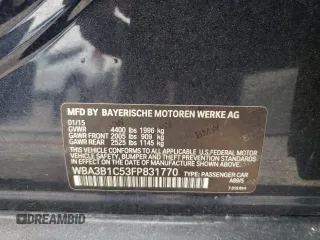 MFD. BY BAYERISCHE MOTOREN WERKE AG
01/15
GVWR 4400 lbs 1996 kg
GAWR FRONT 2005 lbs 909 kg
GAWR REAR 2525 lbs 1145 kg
BMW
THIS VEHICLE CONFORMS TO ALL APPLICABLE
U.S. FEDERAL MOTOR VEHICLE SAFETY, BUMPER,
AND THEFT PREVENTION STANDARDS IN EFFECT ON THE
DATE OF MANUFACTURE SHOWN ABOVE.
WBA3B1C53FP831770 TYPE: PASSENGER CAR
DREAMBID